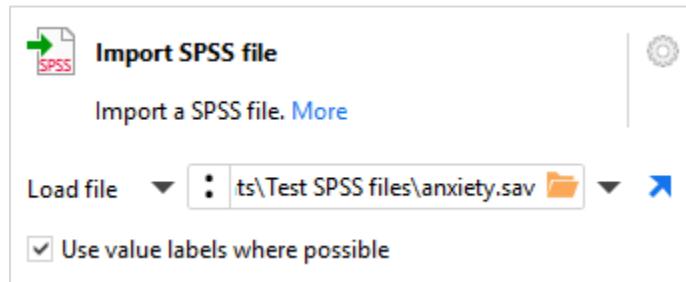 SPSS
Import SPSS file
Import a SPSS file. More
Load file : ts\Test SPSS files\anxiety.sav
Use value labels where possible